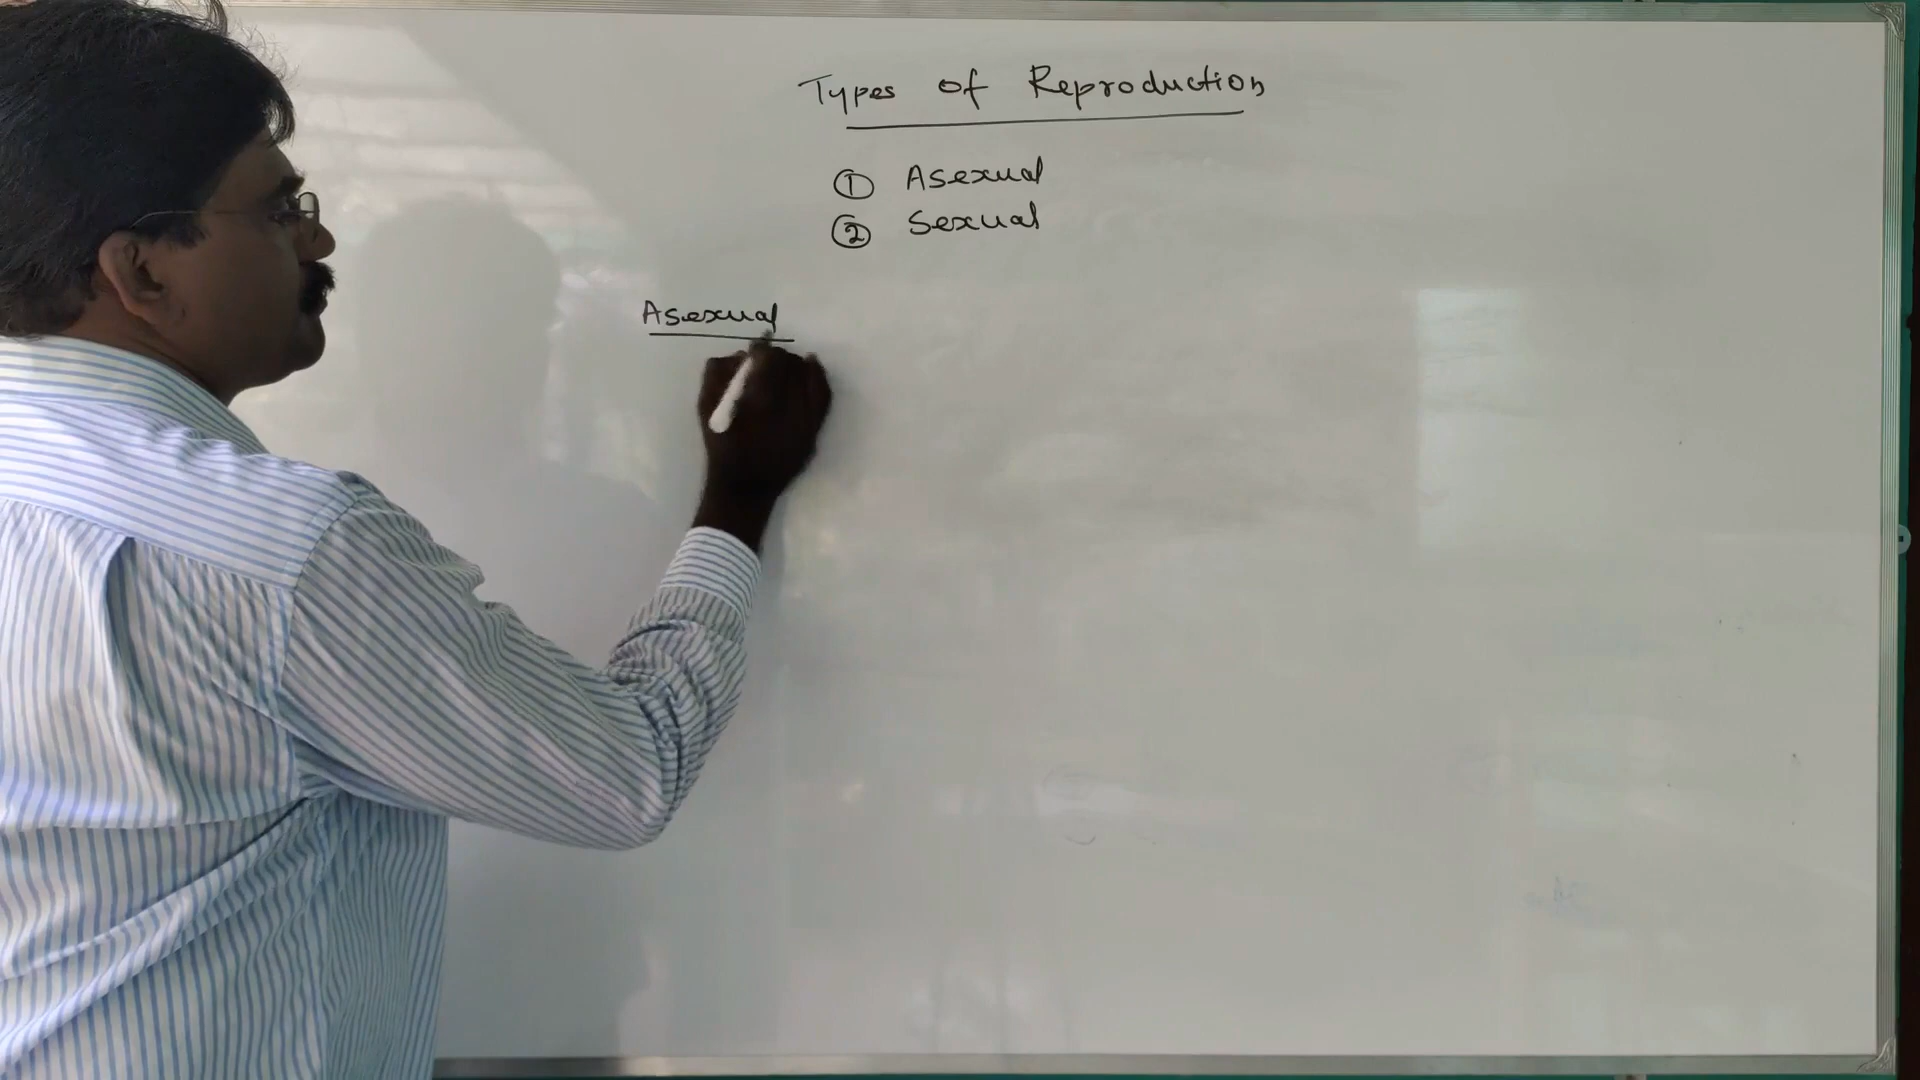 Types of Reproduction
① Asexual
② Sexual
Asexual